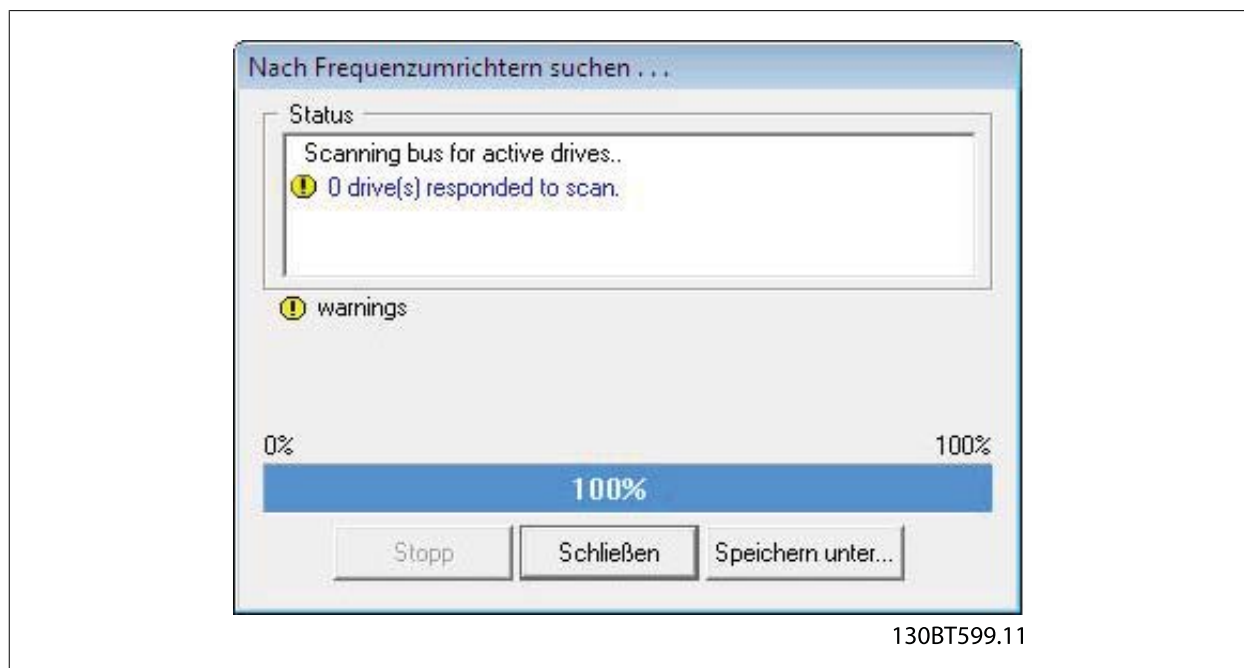 Nach Frequenzumrichtern suchen . . .
Status
Scanning bus for active drives..
0 drive(s) responded to scan.
warnings
0% 100%
100%
Stopp Schließen Speichern unter...
130BT599.11